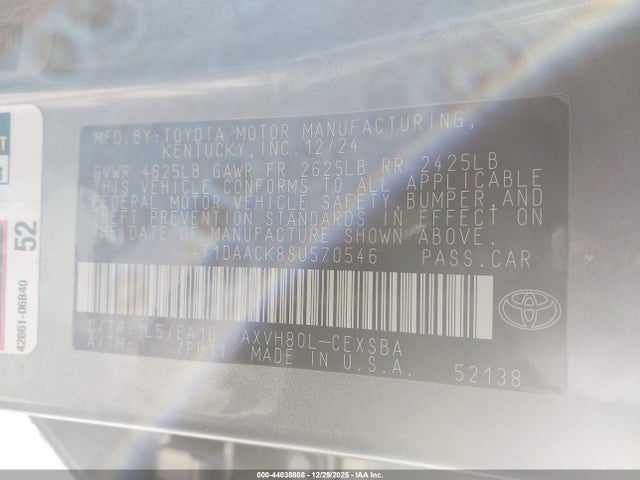 MFD.BY:TOYOTA MOTOR MANUFACTURING,
KENTUCKY,INC.12/24
GVWR 4625LB GAWR FR 2625LB RR 2425LB
THIS VEHICLE CONFORMS TO ALL APPLICABLE
FEDERAL MOTOR VEHICLE SAFETY, BUMPER,AND
THEFT PREVENTION STANDARDS IN EFFECT ON
THE DATE OF MANUFACTURE SHOWN ABOVE.
4T1DAACK8SU570546 PASS.CAR
C/TR:1L5/EA10 AXVH80L-CEXSBA
A/TM: /PB11 MADE IN U.S.A.
52138
52
42661-06840
000-44038808 - 12/29/2025 - IAA Inc.